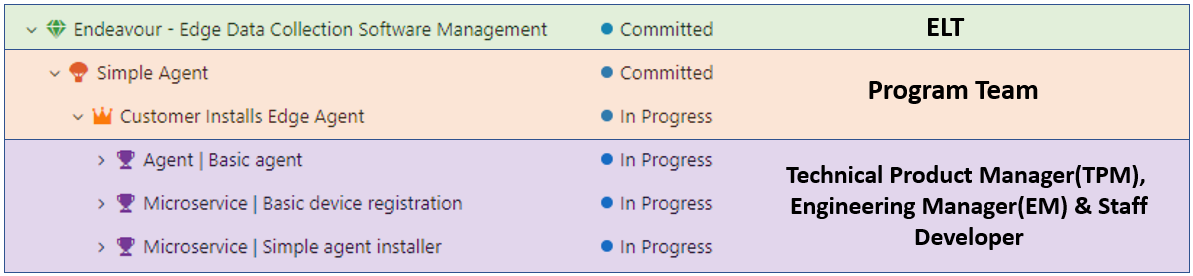 Endeavour - Edge Data Collection Software Management Committed ELT
Simple Agent Committed
Program Team
Customer Installs Edge Agent In Progress
Agent | Basic agent In Progress
Technical Product Manager(TPM),
Microservice | Basic device registration In Progress
Engineering Manager(EM) & Staff
Developer
Microservice | Simple agent installer In Progress